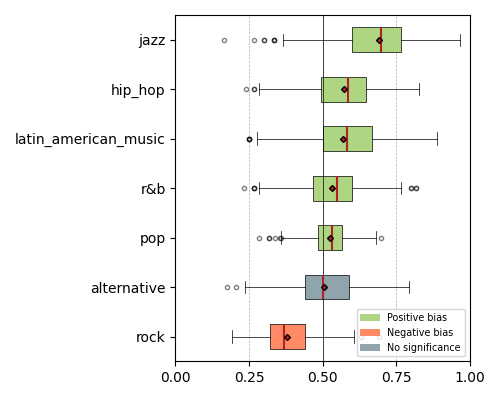 jazz
hip_hop
latin_american_music
r&b
pop
alternative
rock
Positive bias
Negative bias
No significance
0.00 0.25 0.50 0.75 1.00